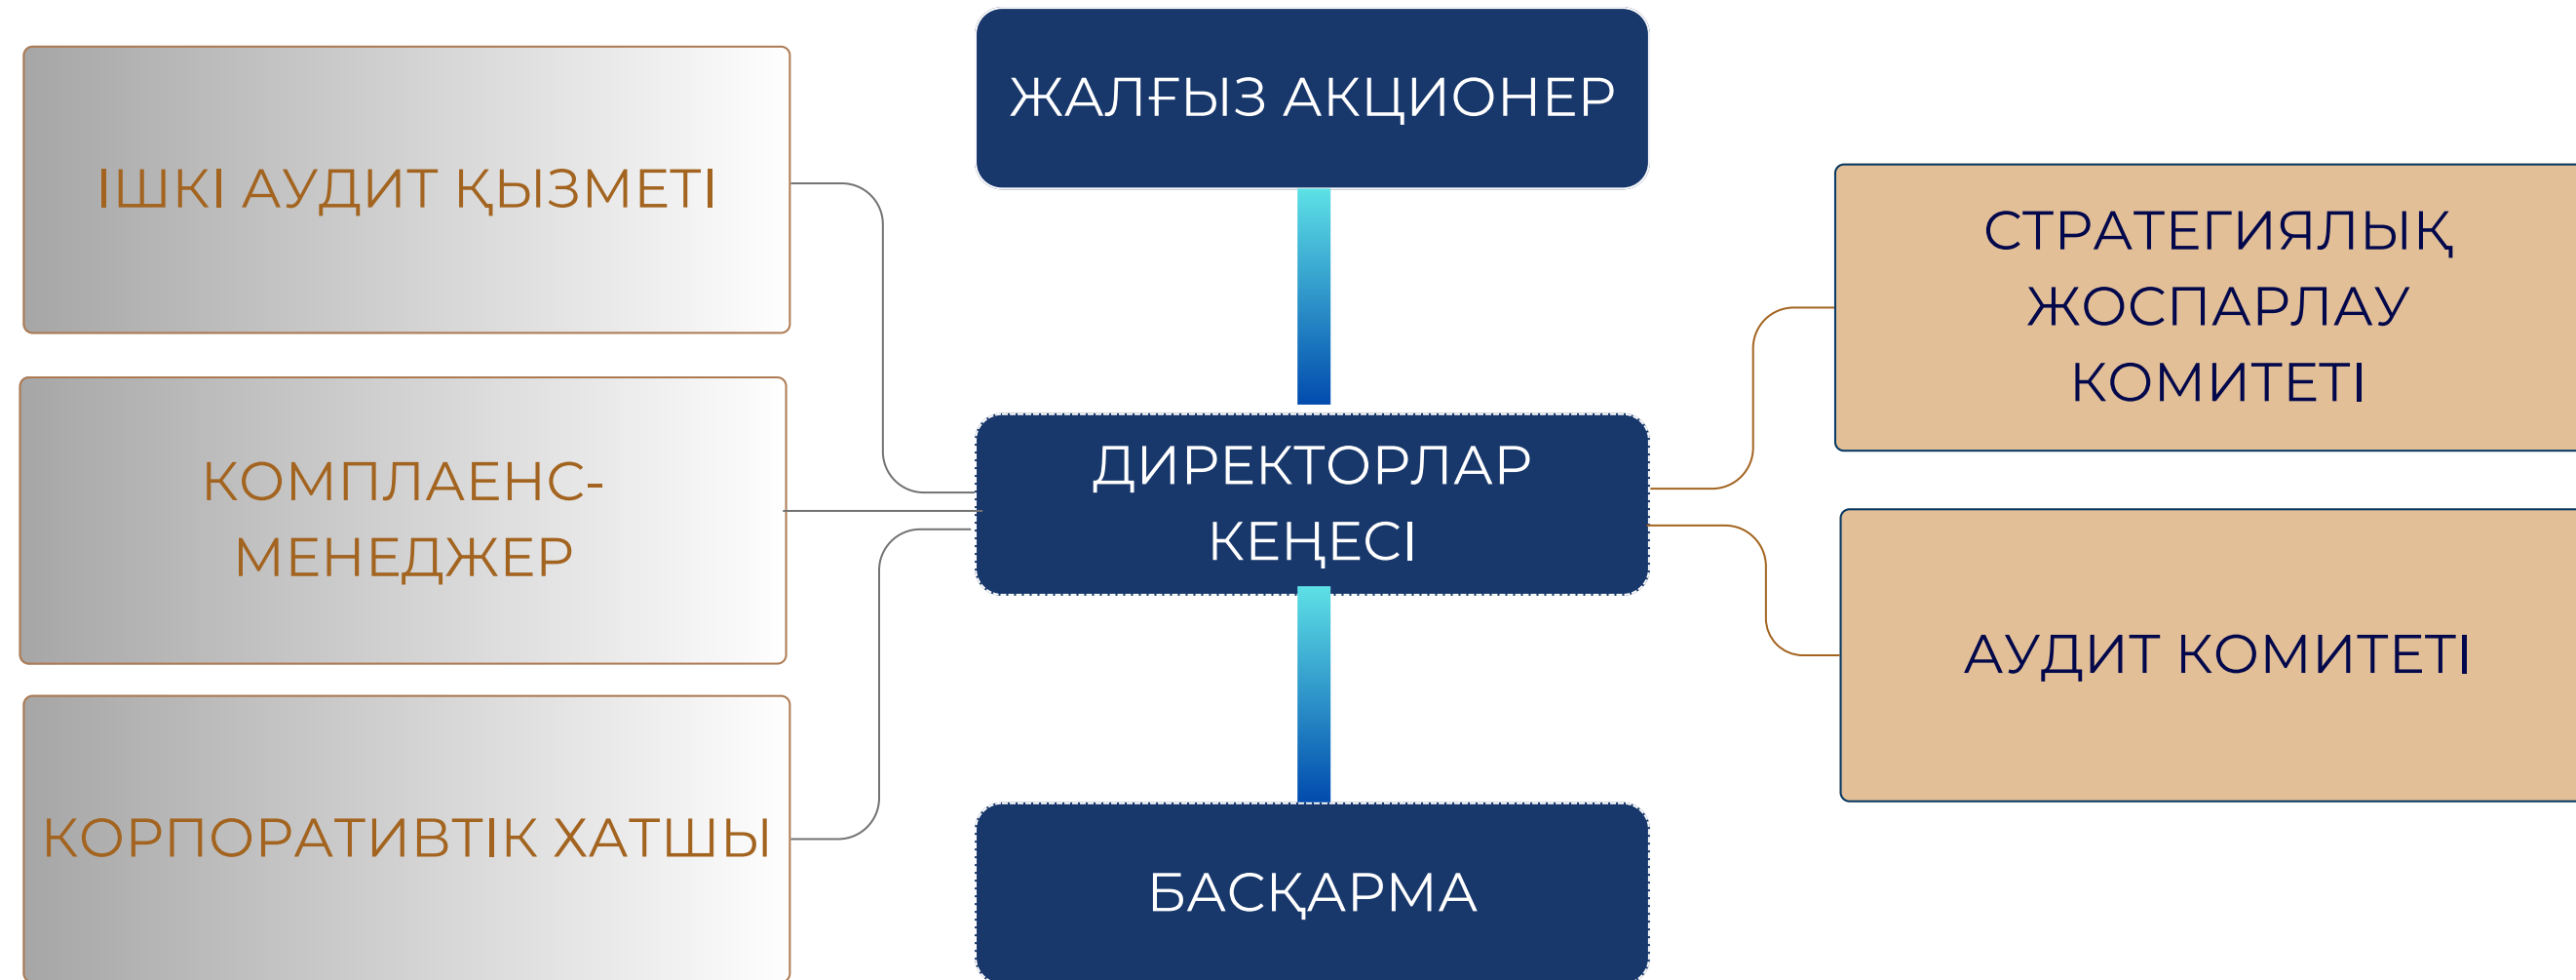 ЖАЛҒЫЗ АКЦИОНЕР
ІШКІ АУДИТ ҚЫЗМЕТІ
СТРАТЕГИЯЛЫҚ
ЖОСПАРЛАУ
КОМИТЕТІ
КОМПЛАЕНС-
МЕНЕДЖЕР
ДИРЕКТОРЛАР
КЕҢЕСІ
АУДИТ КОМИТЕТІ
КОРПОРАТИВТІК ХАТШЫ
БАСҚАРМА